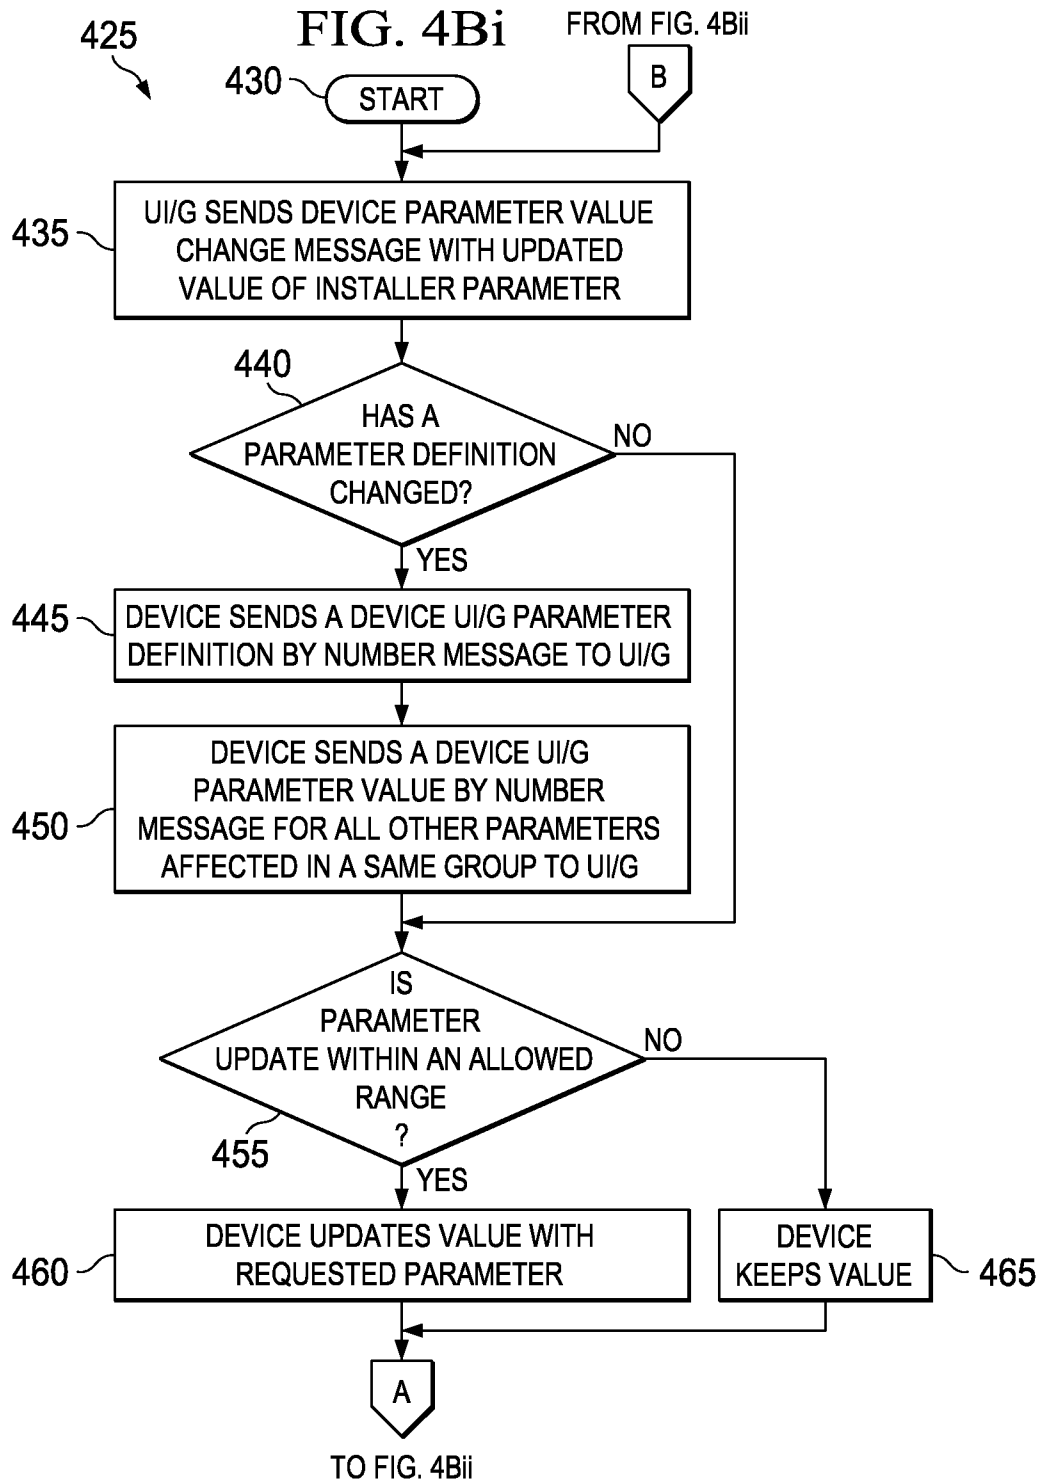 FIG. 4Bi
FROM FIG. 4Bii
425
430
START
B
435
UI/G SENDS DEVICE PARAMETER VALUE
CHANGE MESSAGE WITH UPDATED
VALUE OF INSTALLER PARAMETER
440
HAS A
PARAMETER DEFINITION
CHANGED?
NO
YES
445
DEVICE SENDS A DEVICE UI/G PARAMETER
DEFINITION BY NUMBER MESSAGE TO UI/G
450
DEVICE SENDS A DEVICE UI/G
PARAMETER VALUE BY NUMBER
MESSAGE FOR ALL OTHER PARAMETERS
AFFECTED IN A SAME GROUP TO UI/G
IS
PARAMETER
UPDATE WITHIN AN ALLOWED
RANGE
?
455
NO
YES
460
DEVICE UPDATES VALUE WITH
REQUESTED PARAMETER
DEVICE
KEEPS VALUE
465
A
TO FIG. 4Bii